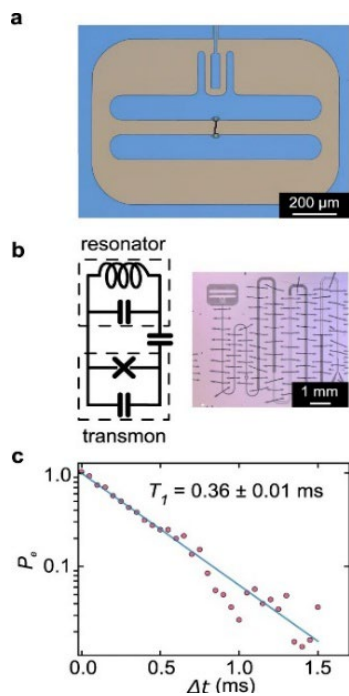 a
200 µm
b
resonator
transmon
1 mm
c
1.0
T₁ = 0.36 ± 0.01 ms
Pₑ
0.1
0.0 0.5 1.0 1.5
Δt (ms)